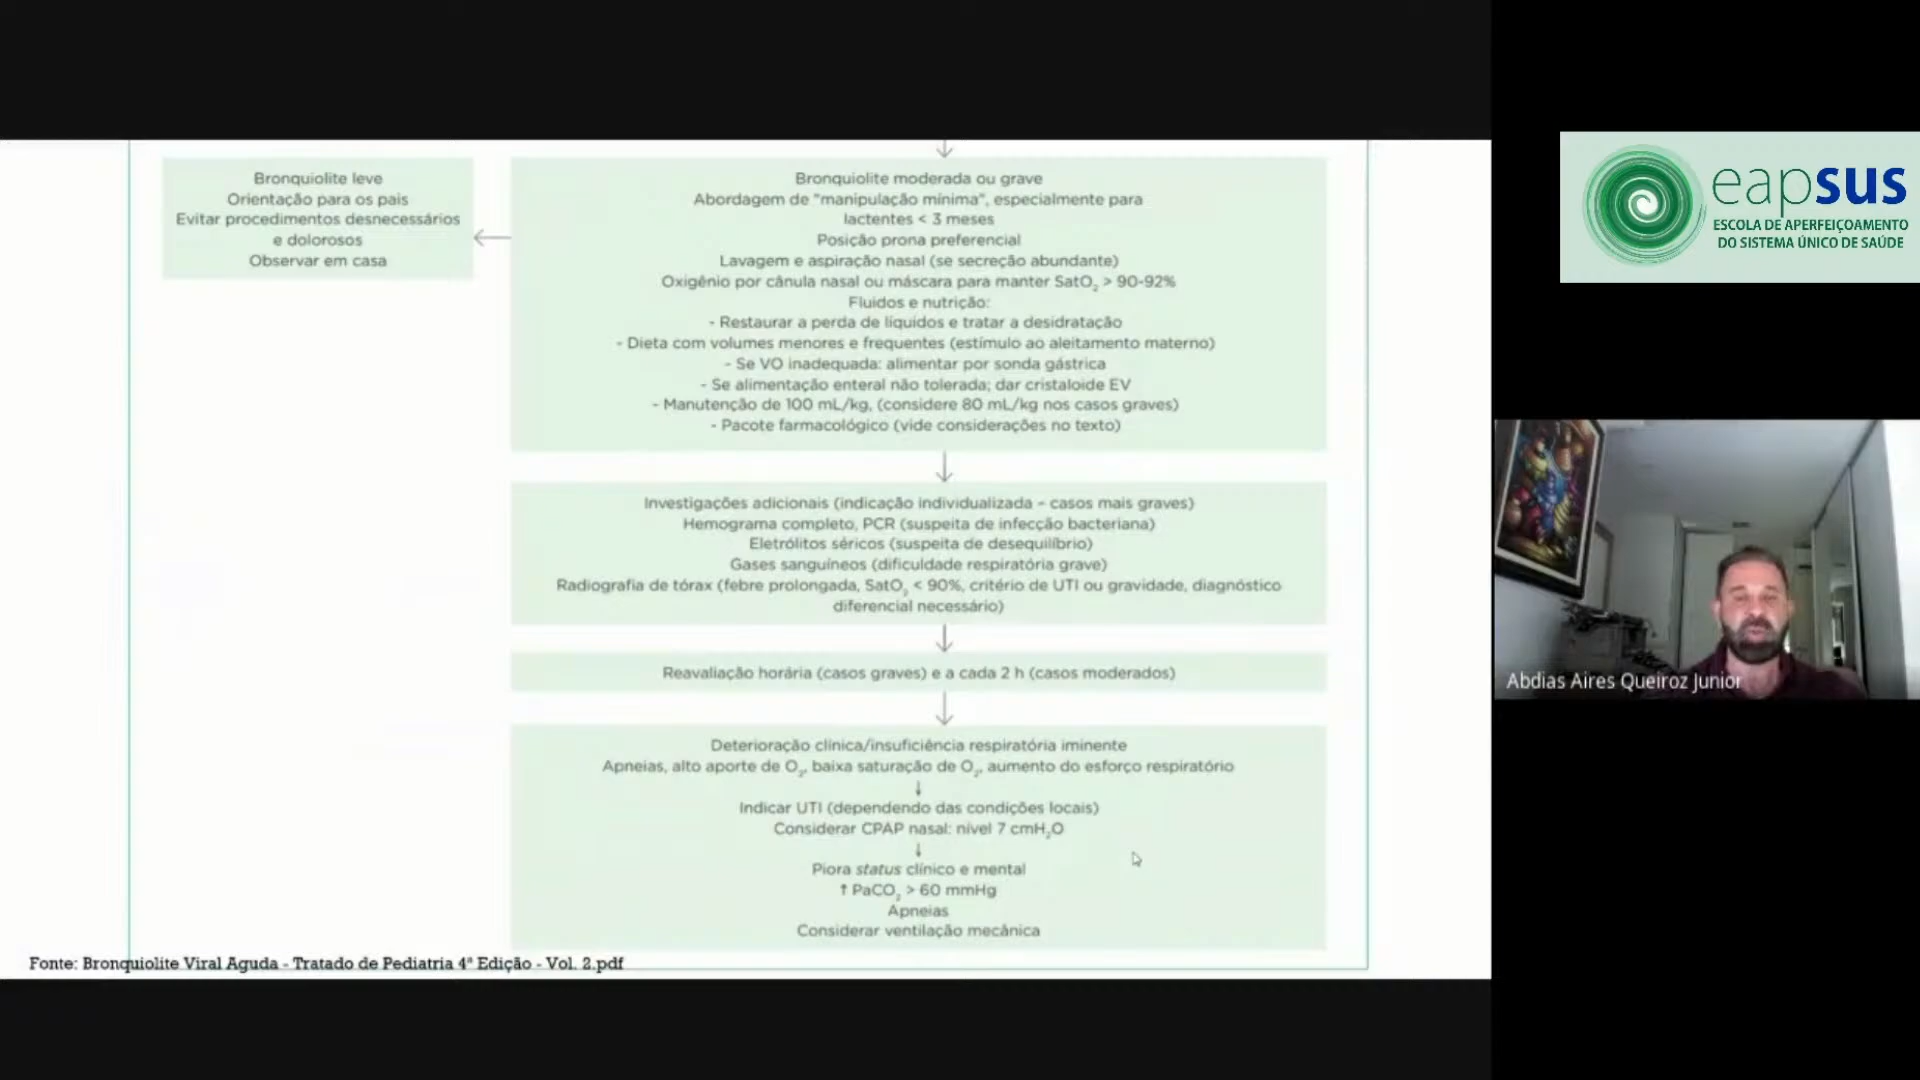 Bronquiolite leve
Orientação para os pais
Evitar procedimentos desnecessários
e dolorosos
Observar em casa
Bronquiolite moderada ou grave
Abordagem de "manipulação mínima", especialmente para
lactentes < 3 meses
Posição prona preferencial
Lavagem e aspiração nasal (se secreção abundante)
Oxigênio por cânula nasal ou máscara para manter SatO₂ > 90-92%
Fluidos e nutrição:
- Restaurar a perda de líquidos e tratar a desidratação
- Dieta com volumes menores e frequentes (estímulo ao aleitamento materno)
- Se VO inadequada: alimentar por sonda gástrica
- Se alimentação enteral não tolerada; dar cristaloide EV
- Manutenção de 100 mL/kg, (considere 80 mL/kg nos casos graves)
- Pacote farmacológico (vide considerações no texto)
Investigações adicionais (indicação individualizada – casos mais graves)
Hemograma completo, PCR (suspeita de infecção bacteriana)
Eletrólitos séricos (suspeita de desequilíbrio)
Gases sanguíneos (dificuldade respiratória grave)
Radiografia de tórax (febre prolongada, SatO₂ < 90%, critério de UTI ou gravidade, diagnóstico
diferencial necessário)
Reavaliação horária (casos graves) e a cada 2 h (casos moderados)
Deterioração clínica/insuficiência respiratória iminente
Apneias, alto aporte de O₂, baixa saturação de O₂, aumento do esforço respiratório
↓
Indicar UTI (dependendo das condições locais)
Considerar CPAP nasal: nível 7 cmH₂O
↓
Piora status clínico e mental
↑ PaCO₂ > 60 mmHg
Apneias
Considerar ventilação mecânica
Fonte: Bronquiolite Viral Aguda - Tratado de Pediatria 4ª Edição - Vol. 2.pdf
eapsus
ESCOLA DE APERFEIÇOAMENTO
DO SISTEMA ÚNICO DE SAÚDE
Abdias Aires Queiroz Junior